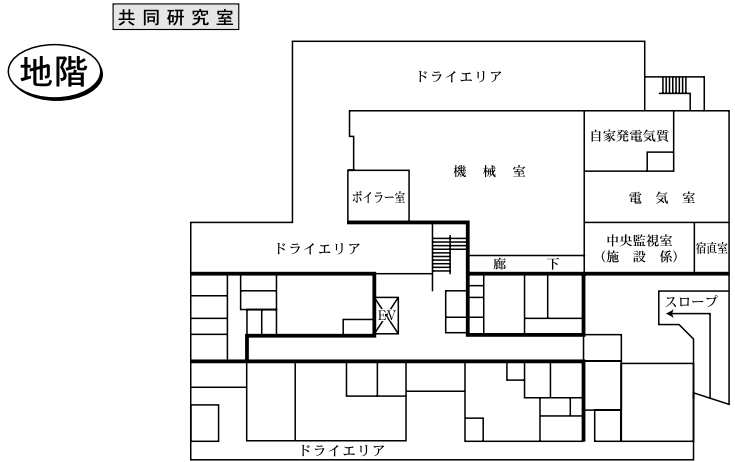 共同研究室
地階
ドライエリア
自家発電気質
機械室
ボイラー室
電気室
中央監視室
（施設係）
宿直室
ドライエリア
廊下
スロープ
EV
ドライエリア